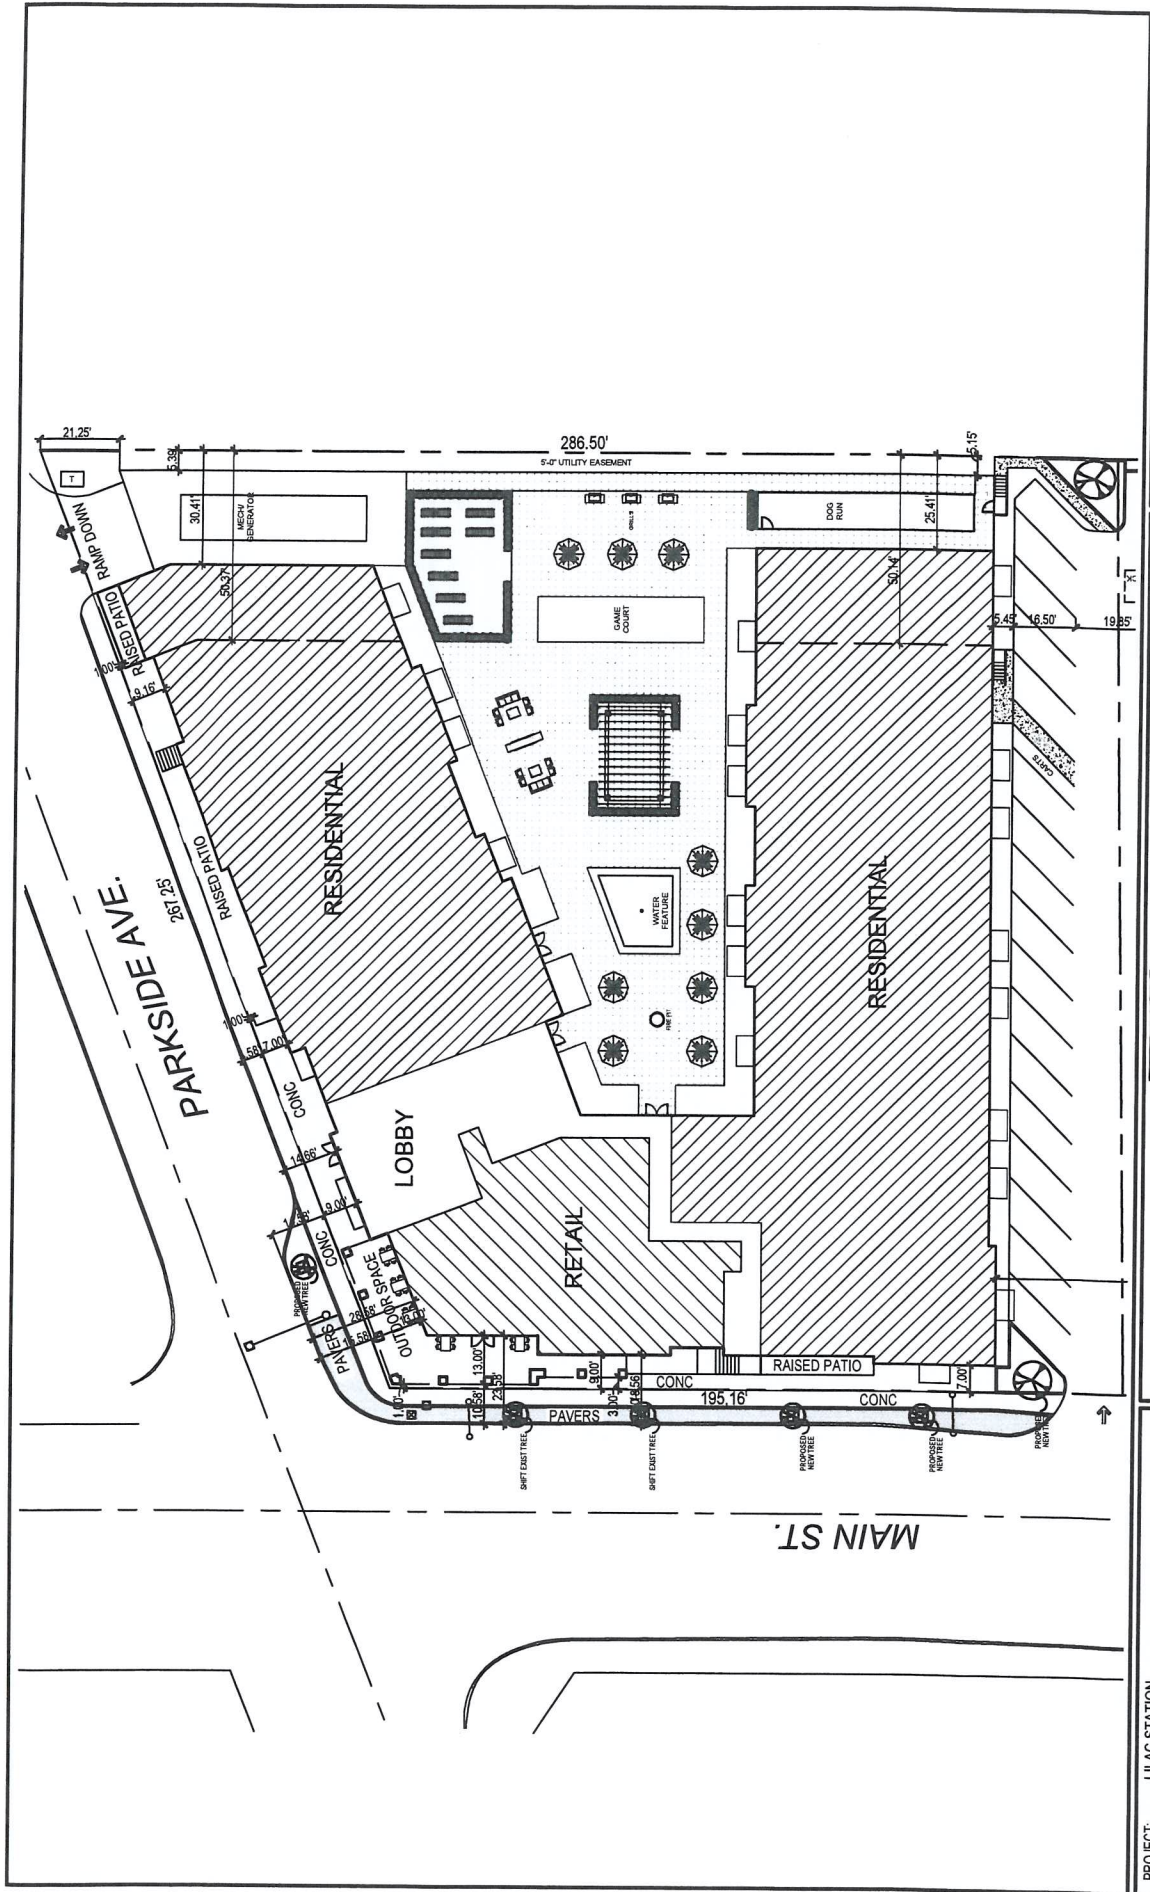 21.25'
T
RAMP DOWN
5.39'
286.50'
5'-0" UTILITY EASEMENT
5.15'
30.41'
MECH/
GENERATOR
50.37'
RAISED PATIO
1.00'
9.16'
GRILL'S
DOG
RUN
25.41'
50.14'
GAME
COURT
5.45'
16.50'
19.85'
CARTS
PARKSIDE AVE.
267.25'
RAISED PATIO
RESIDENTIAL
WATER
FEATURE
RESIDENTIAL
FIRE PIT
1.00'
7.00'
CONC
LOBBY
14.66'
9.00'
CONC
RETAIL
PROPOSED
NEW TREE
OUTDOOR SPACE
28.58'
15.58'
PAVERS
13.00'
23.58'
10.58'
1.00'
9.00'
3.00'
18.56'
CONC
RAISED PATIO
7.00'
195.16'
CONC
PAVERS
SHIFT EXIST TREE
SHIFT EXIST TREE
PROPOSED
NEW TREE
PROPOSED
NEW TREE
PROPOSED
NEW TREE
MAIN ST.
PROJECT: LILAC STATION